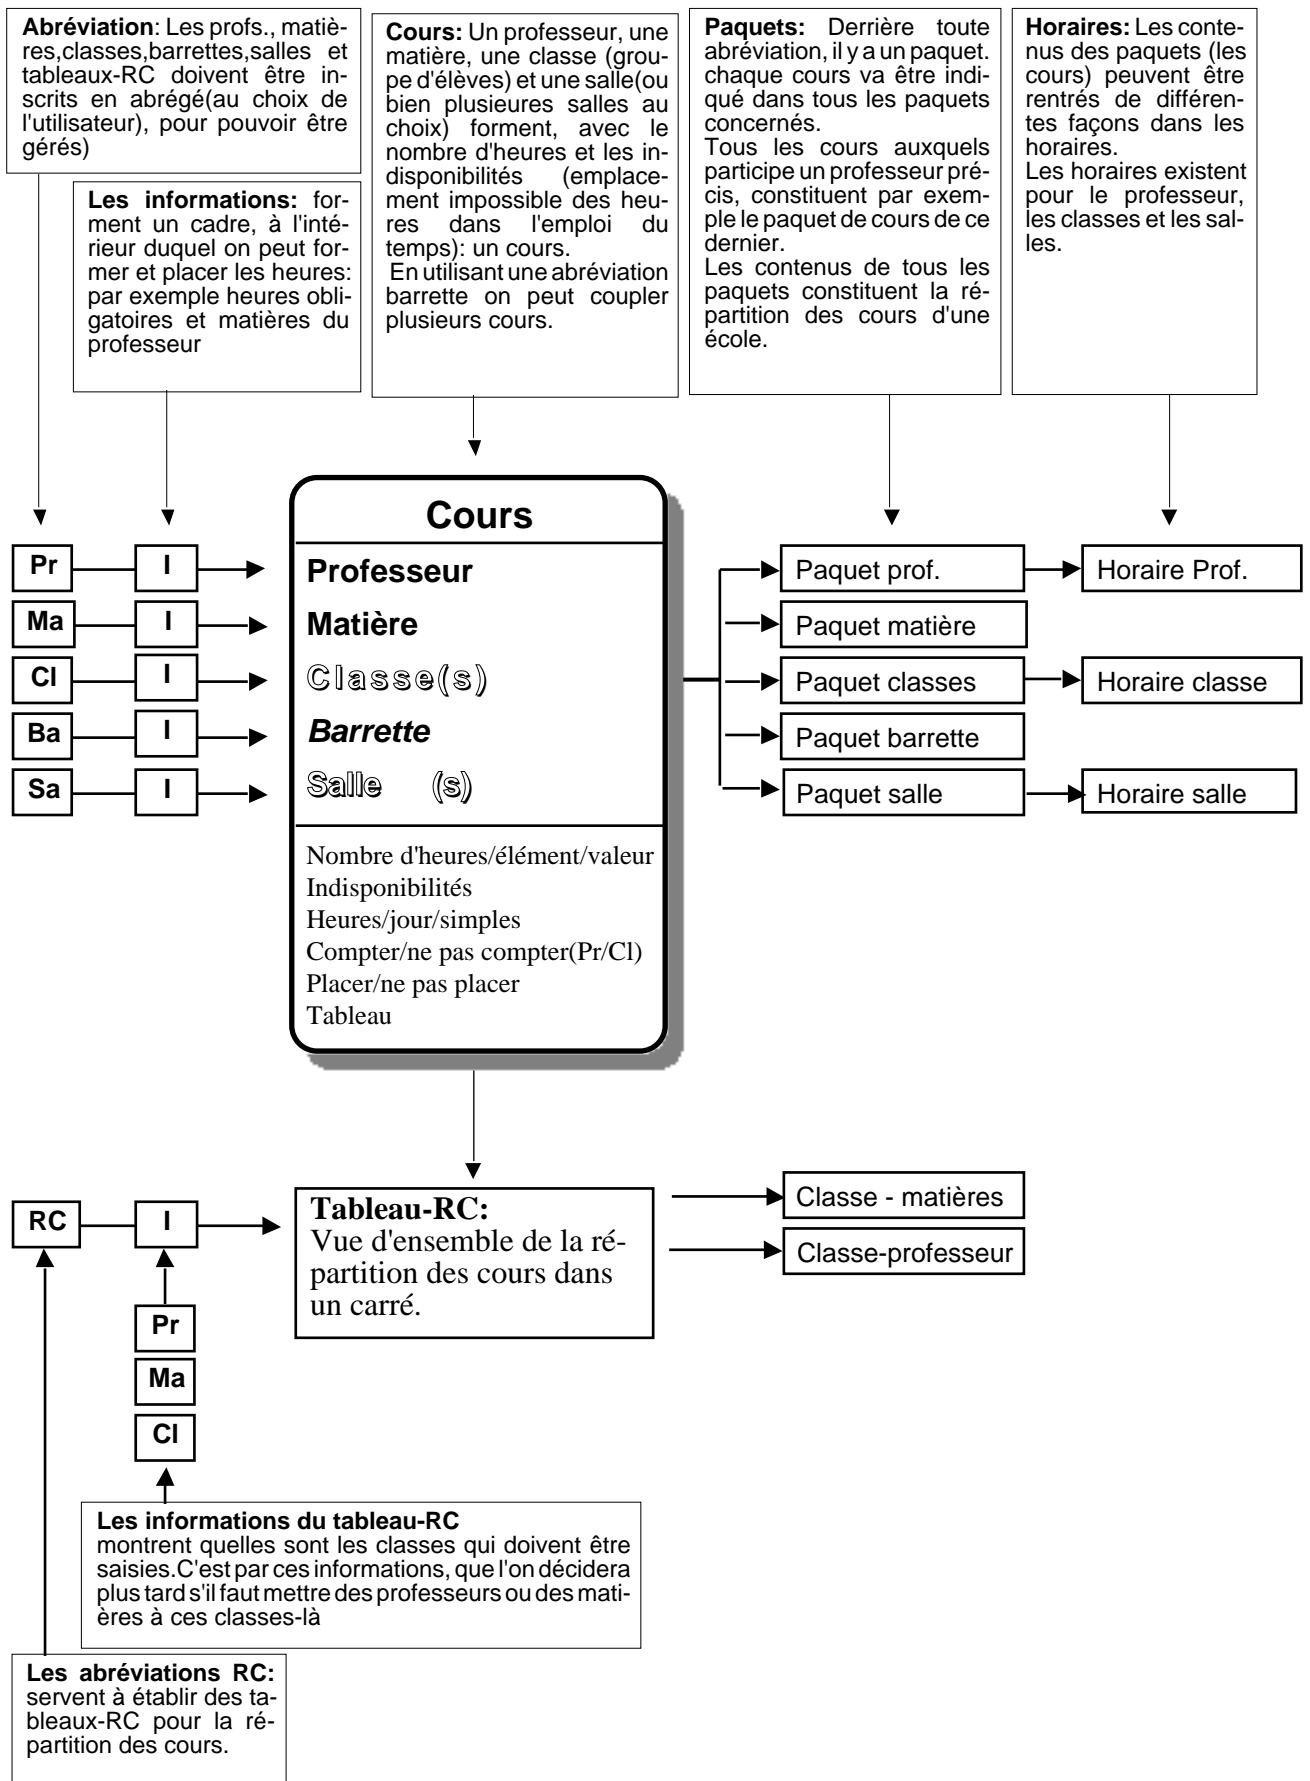 Abréviation: Les profs., matiè-
res,classes,barrettes,salles et
tableaux-RC doivent être in-
scrits en abrégé(au choix de
l'utilisateur), pour pouvoir être
gérés)
Les informations: for-
ment un cadre, à l'inté-
rieur duquel on peut for-
mer et placer les heures:
par exemple heures obli-
gatoires et matières du
professeur
Cours: Un professeur, une
matière, une classe (grou-
pe d'élèves) et une salle(ou
bien plusieures salles au
choix) forment, avec le
nombre d'heures et les in-
disponibilités (emplace-
ment impossible des heu-
res dans l'emploi du
temps): un cours.
En utilisant une abréviation
barrette on peut coupler
plusieurs cours.
Paquets: Derrière toute
abréviation, il y a un paquet.
chaque cours va être indi-
qué dans tous les paquets
concernés.
Tous les cours auxquels
participe un professeur pré-
cis, constituent par exem-
ple le paquet de cours de ce
dernier.
Les contenus de tous les
paquets constituent la ré-
partition des cours d'une
école.
Horaires: Les conte-
nus des paquets (les
cours) peuvent être
rentrés de différen-
tes façons dans les
horaires.
Les horaires existent
pour le professeur,
les classes et les sal-
les.
Pr I
Ma I
Cl I
Ba I
Sa I
Cours
Professeur
Matière
Classe(s)
Barrette
Salle (s)
Nombre d'heures/élément/valeur
Indisponibilités
Heures/jour/simples
Compter/ne pas compter(Pr/Cl)
Placer/ne pas placer
Tableau
Paquet prof. Horaire Prof.
Paquet matière
Paquet classes Horaire classe
Paquet barrette
Paquet salle Horaire salle
RC I
Tableau-RC:
Vue d'ensemble de la ré-
partition des cours dans
un carré.
Classe - matières
Classe-professeur
Pr
Ma
Cl
Les informations du tableau-RC
montrent quelles sont les classes qui doivent être
saisies.C'est par ces informations, que l'on décidera
plus tard s'il faut mettre des professeurs ou des mati-
ères à ces classes-là
Les abréviations RC:
servent à établir des ta-
bleaux-RC pour la ré-
partition des cours.